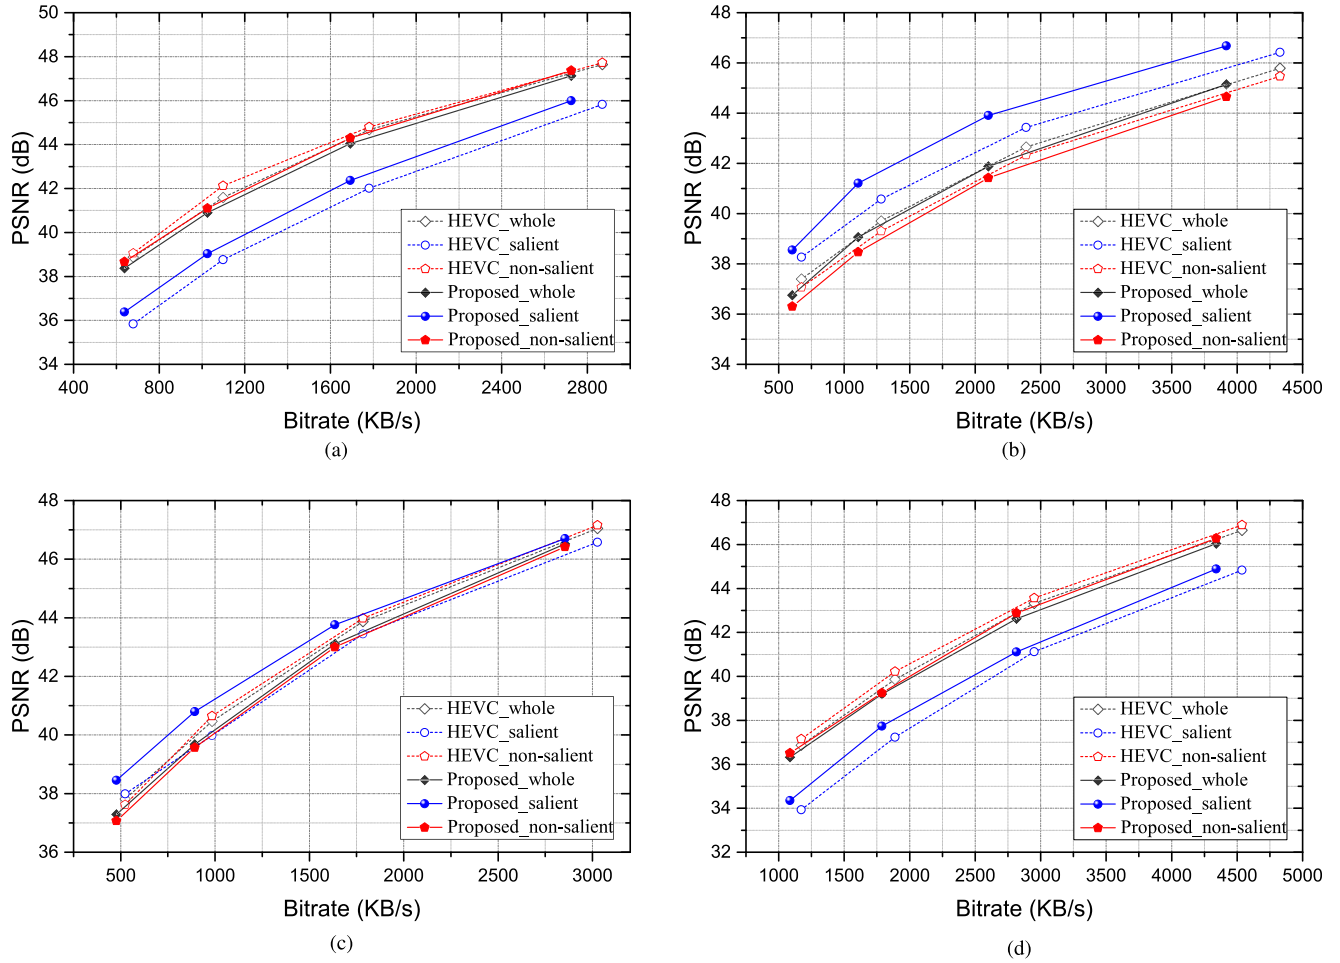 50
48
46
44
42
40
38
36
34
PSNR (dB)
HEVC_whole
HEVC_salient
HEVC_non-salient
Proposed_whole
Proposed_salient
Proposed_non-salient
400 800 1200 1600 2000 2400 2800
Bitrate (KB/s)
(a)
48
46
44
42
40
38
36
34
PSNR (dB)
HEVC_whole
HEVC_salient
HEVC_non-salient
Proposed_whole
Proposed_salient
Proposed_non-salient
500 1000 1500 2000 2500 3000 3500 4000 4500
Bitrate (KB/s)
(b)
48
46
44
42
40
38
36
PSNR (dB)
HEVC_whole
HEVC_salient
HEVC_non-salient
Proposed_whole
Proposed_salient
Proposed_non-salient
500 1000 1500 2000 2500 3000
Bitrate (KB/s)
(c)
48
46
44
42
40
38
36
34
32
PSNR (dB)
HEVC_whole
HEVC_salient
HEVC_non-salient
Proposed_whole
Proposed_salient
Proposed_non-salient
1000 1500 2000 2500 3000 3500 4000 4500 5000
Bitrate (KB/s)
(d)